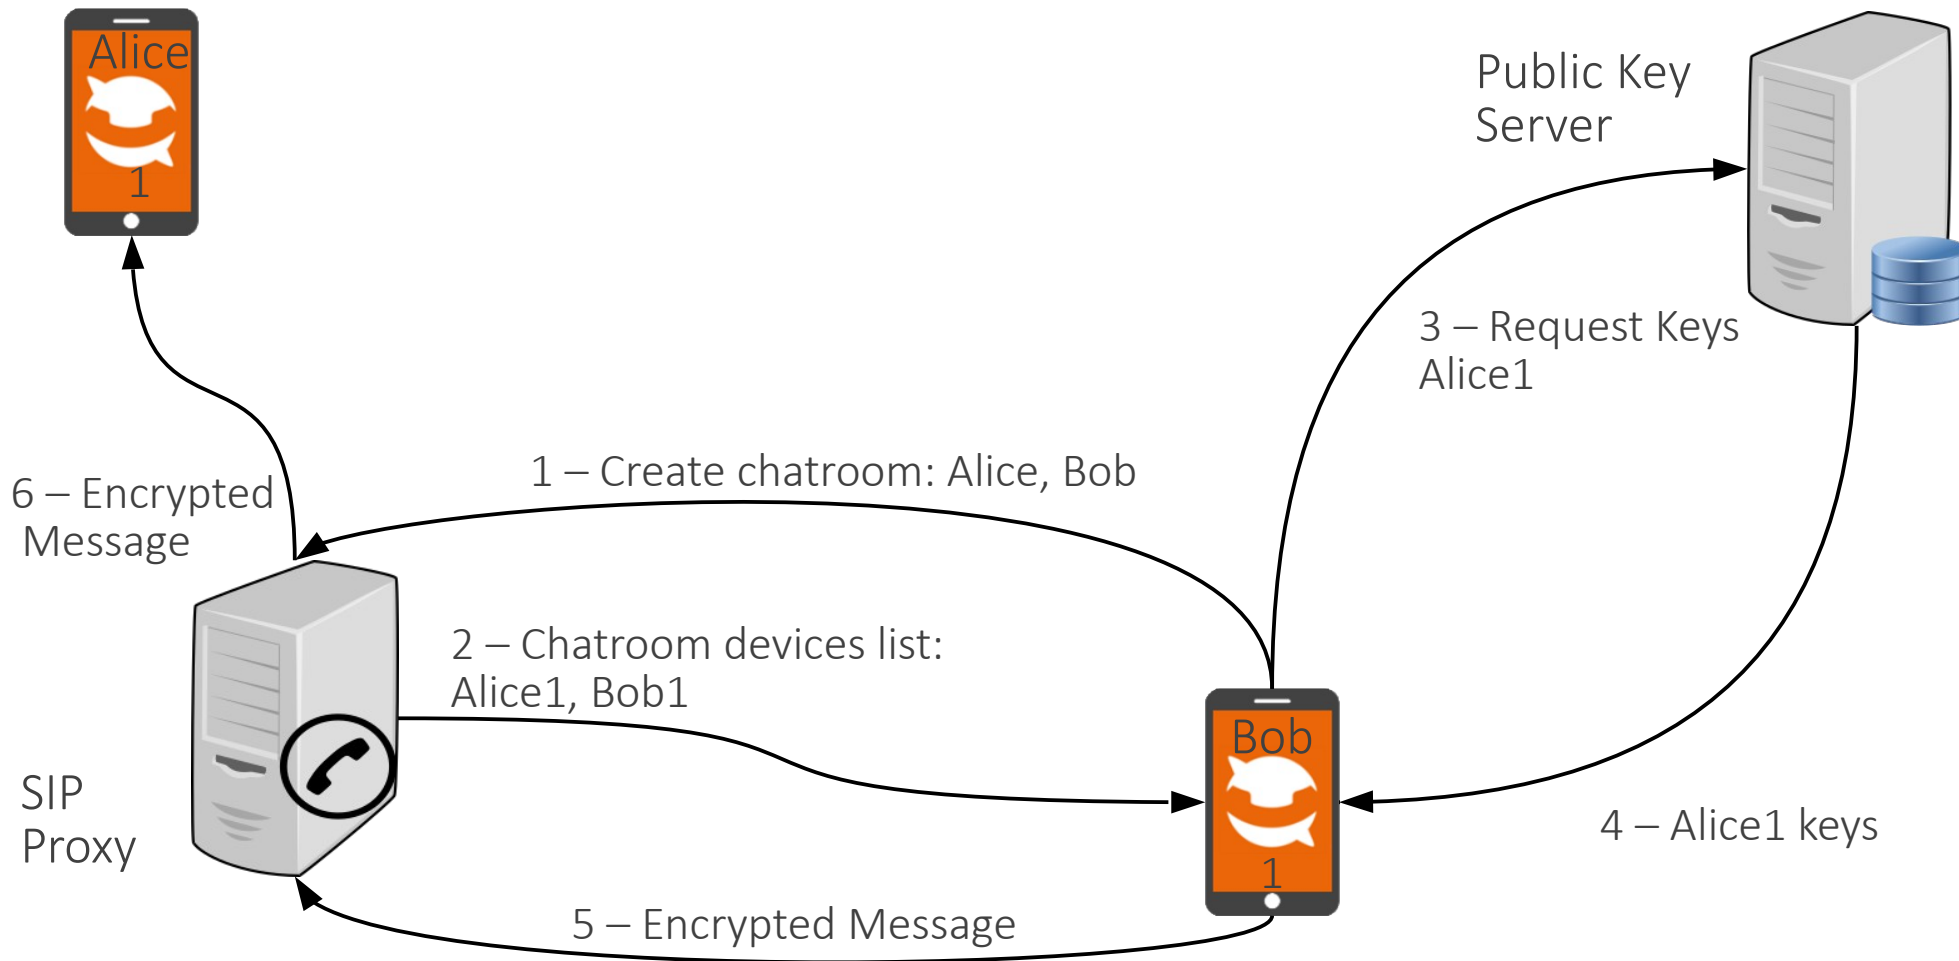 Alice
1
Public Key
Server
3 – Request Keys
Alice1
1 – Create chatroom: Alice, Bob
6 – Encrypted
Message
2 – Chatroom devices list:
Alice1, Bob1
Bob
1
SIP
Proxy
4 – Alice1 keys
5 – Encrypted Message